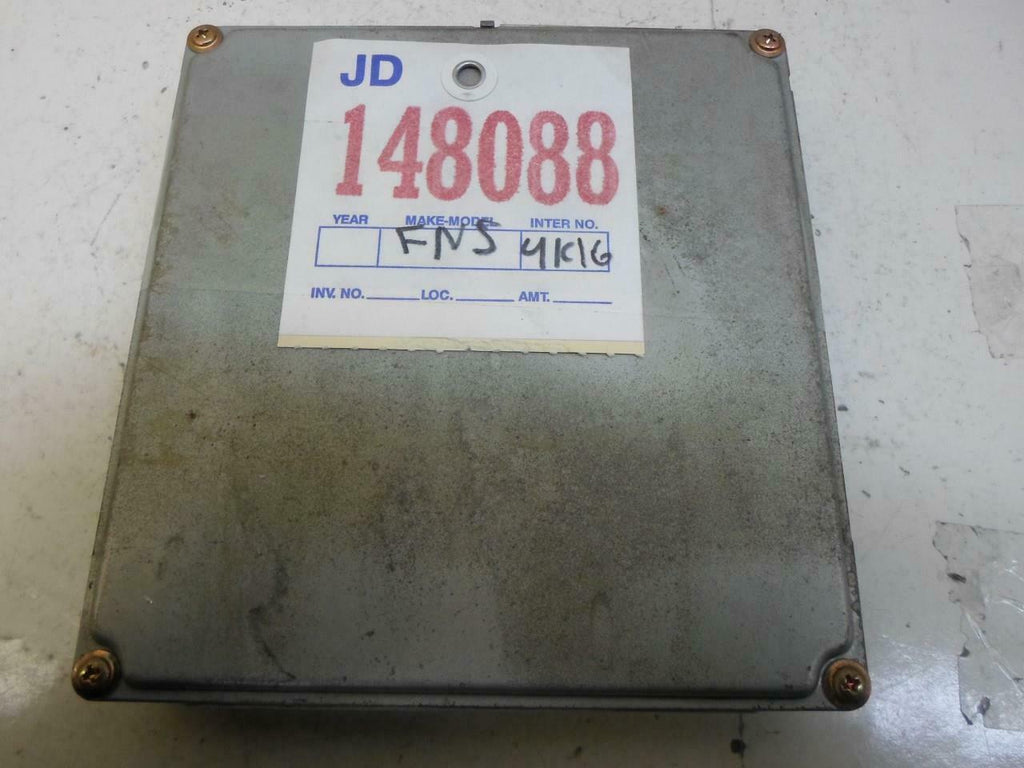 JD
148088
YEAR MAKE-MODEL INTER NO.
FNS 4K16
INV. NO. LOC. AMT.